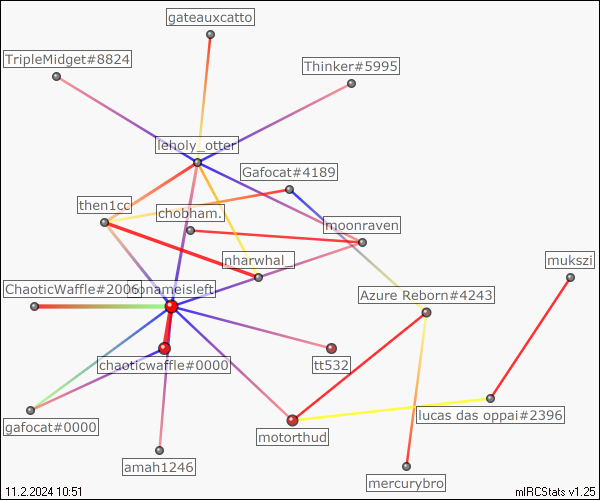 gateauxcatto
TripleMidget#8824
Thinker#5995
leholy_otter
Gafocat#4189
then1cc
chobham.
moonraven
nharwhal_
mukszi
ChaoticWaffle#2006
nameisleft
Azure Reborn#4243
chaoticwaffle#0000
tt532
lucas das oppai#2396
gafocat#0000
motorthud
amah1246
mercurybro
11.2.2024 10:51
mIRCStats v1.25